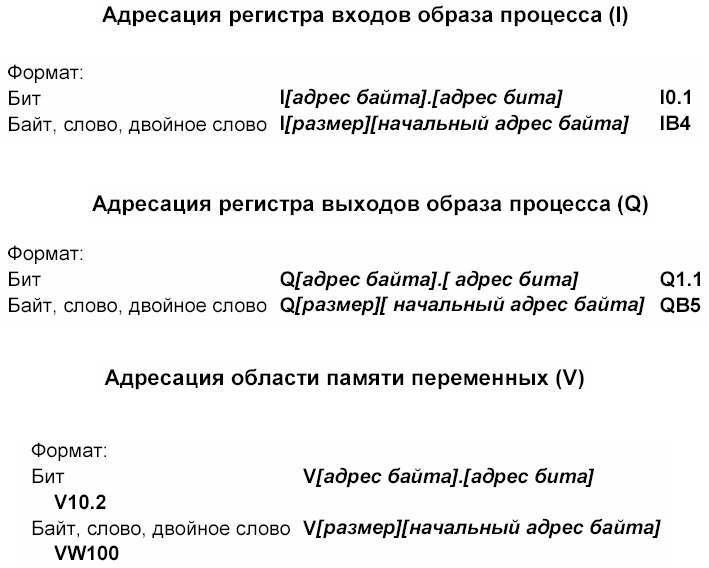 Адресация регистра входов образа процесса (I)
Формат:
Бит I[адрес байта].[адрес бита] I0.1
Байт, слово, двойное слово I[размер][начальный адрес байта] IB4
Адресация регистра выходов образа процесса (Q)
Формат:
Бит Q[адрес байта].[ адрес бита] Q1.1
Байт, слово, двойное слово Q[размер][ начальный адрес байта] QB5
Адресация области памяти переменных (V)
Формат:
Бит V[адрес байта].[адрес бита]
V10.2
Байт, слово, двойное слово V[размер][начальный адрес байта]
VW100